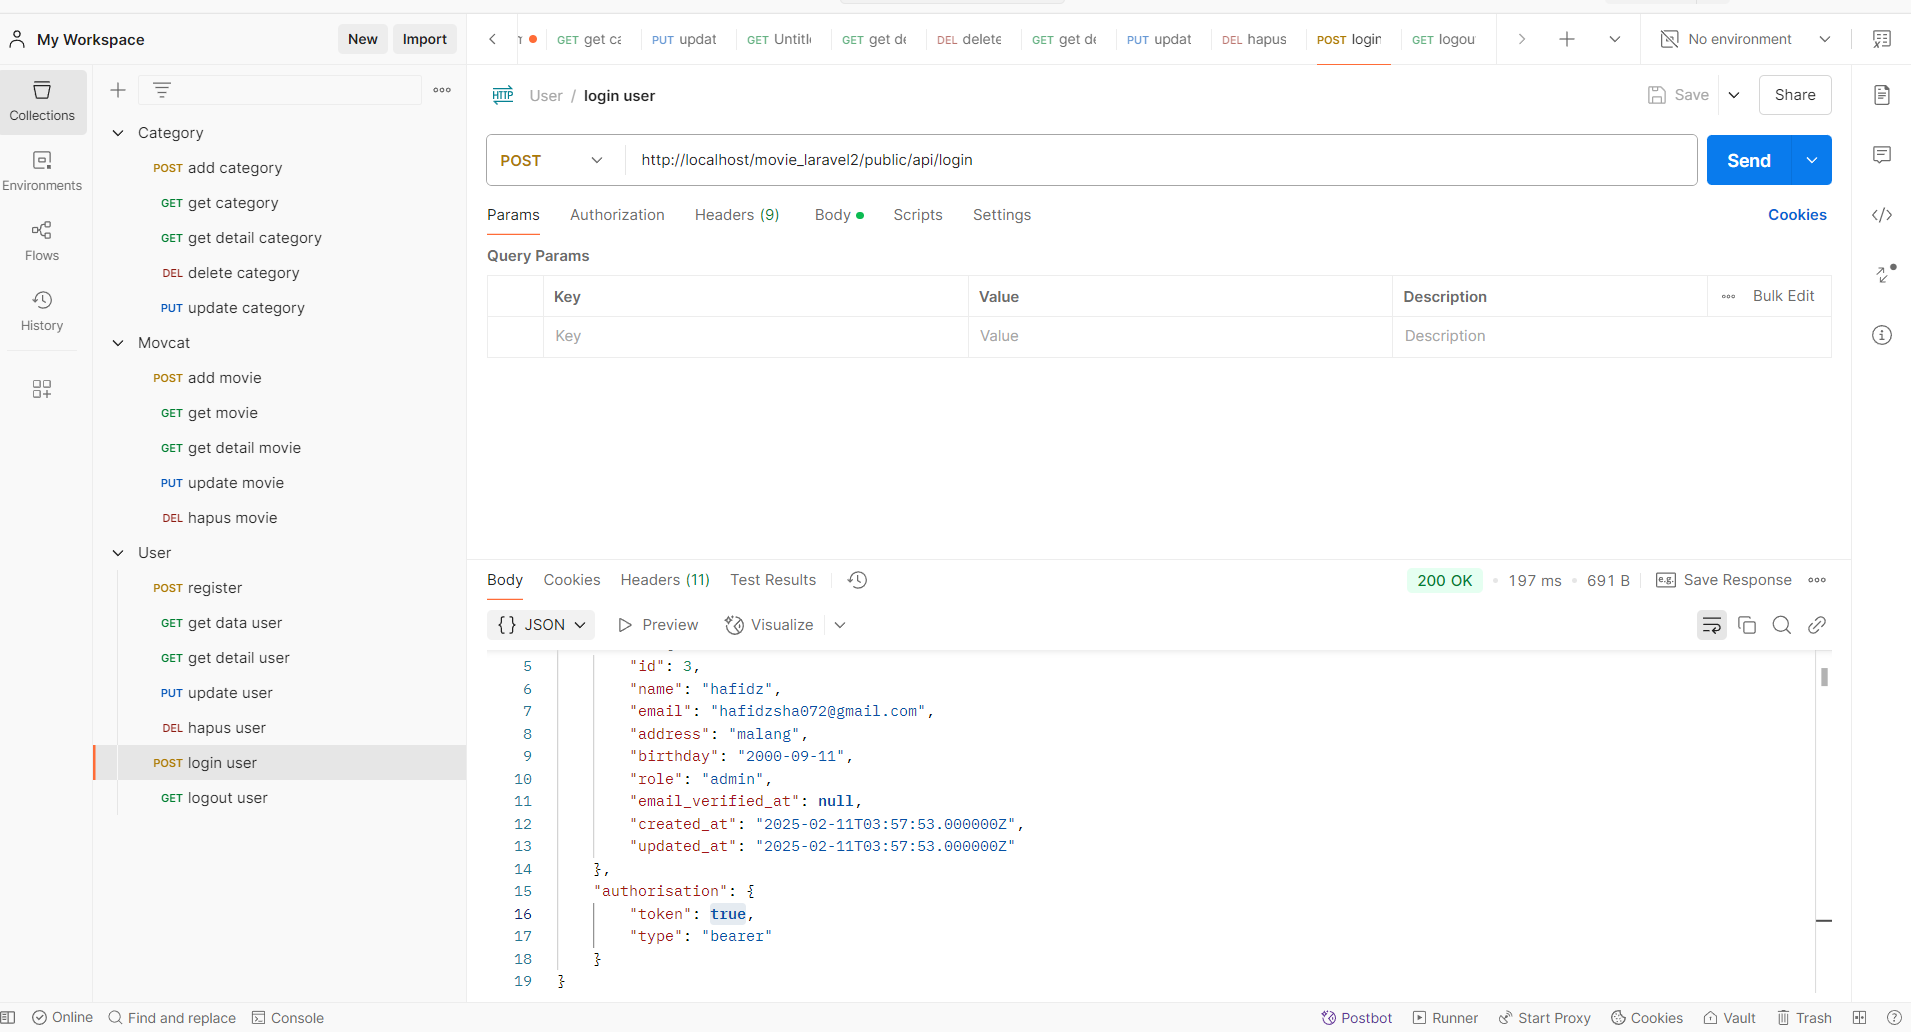 My Workspace
New
Import
GET get ca
PUT updat
GET Untitl
GET get de
DEL delete
GET get de
PUT updat
DEL hapus
POST login
GET logou
No environment
Collections
Environments
Flows
History
Category
POST add category
GET get category
GET get detail category
DEL delete category
PUT update category
Movcat
POST add movie
GET get movie
GET get detail movie
PUT update movie
DEL hapus movie
User
POST register
GET get data user
GET get detail user
PUT update user
DEL hapus user
POST login user
GET logout user
HTTP User / login user
Save
Share
POST
http://localhost/movie_laravel2/public/api/login
Send
Params Authorization Headers (9) Body Scripts Settings
Cookies
Query Params
Key Value Description Bulk Edit
Key Value Description
Body Cookies Headers (11) Test Results
200 OK 197 ms 691 B e.g. Save Response
{} JSON Preview Visualize
5 "id": 3,
6 "name": "hafidz",
7 "email": "hafidzsha072@gmail.com",
8 "address": "malang",
9 "birthday": "2000-09-11",
10 "role": "admin",
11 "email_verified_at": null,
12 "created_at": "2025-02-11T03:57:53.000000Z",
13 "updated_at": "2025-02-11T03:57:53.000000Z"
14 },
15 "authorisation": {
16 "token": true,
17 "type": "bearer"
18 }
19 }
Online Find and replace Console
Postbot Runner Start Proxy Cookies Vault Trash